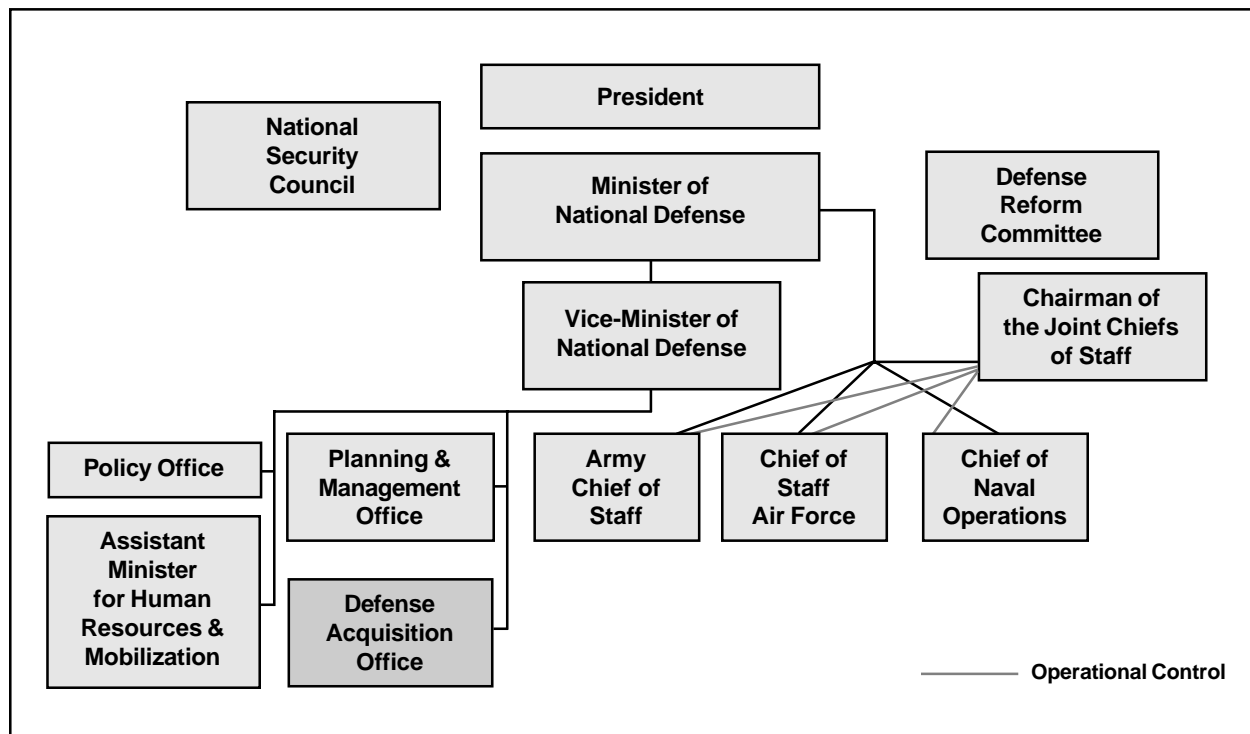 President
National
Security
Council
Minister of
National Defense
Defense
Reform
Committee
Vice-Minister of
National Defense
Chairman of
the Joint Chiefs
of Staff
Policy Office
Planning &
Management
Office
Army
Chief of
Staff
Chief of
Staff
Air Force
Chief of
Naval
Operations
Assistant
Minister
for Human
Resources &
Mobilization
Defense
Acquisition
Office
Operational Control